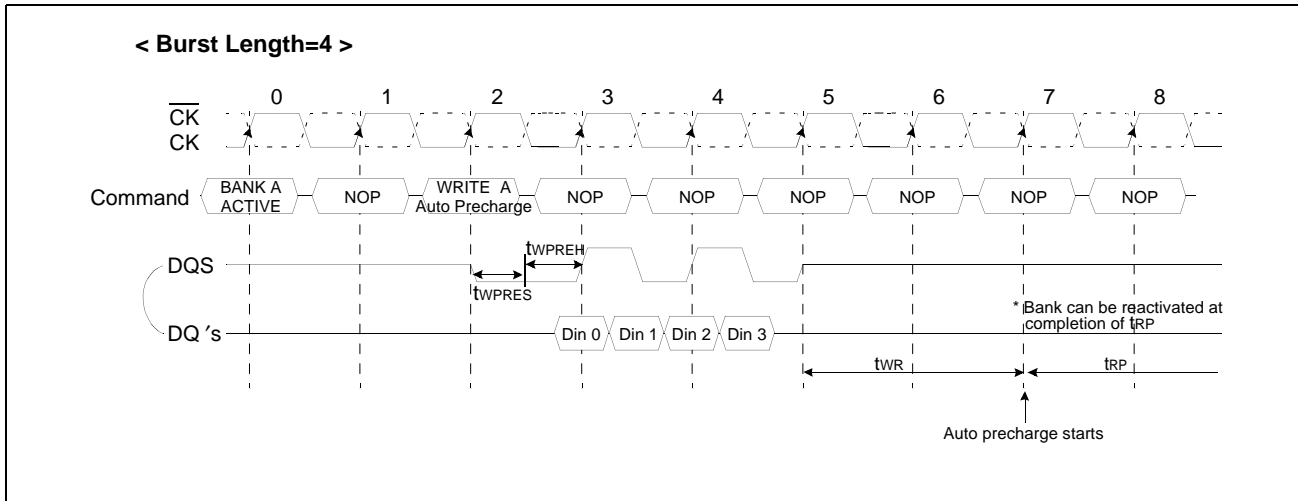 < Burst Length=4 >
0 1 2 3 4 5 6 7 8
CK
CK
Command
BANK A
ACTIVE
NOP
WRITE A
Auto Precharge
NOP
NOP
NOP
NOP
NOP
NOP
tWPREH
DQS
tWPRES
* Bank can be reactivated at
completion of tRP
DQ 's
Din 0 Din 1 Din 2 Din 3
tWR
tRP
Auto precharge starts